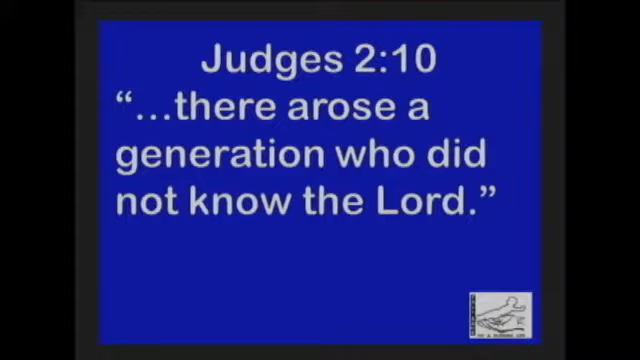 Judges 2:10
“...there arose a
generation who did
not know the Lord.”